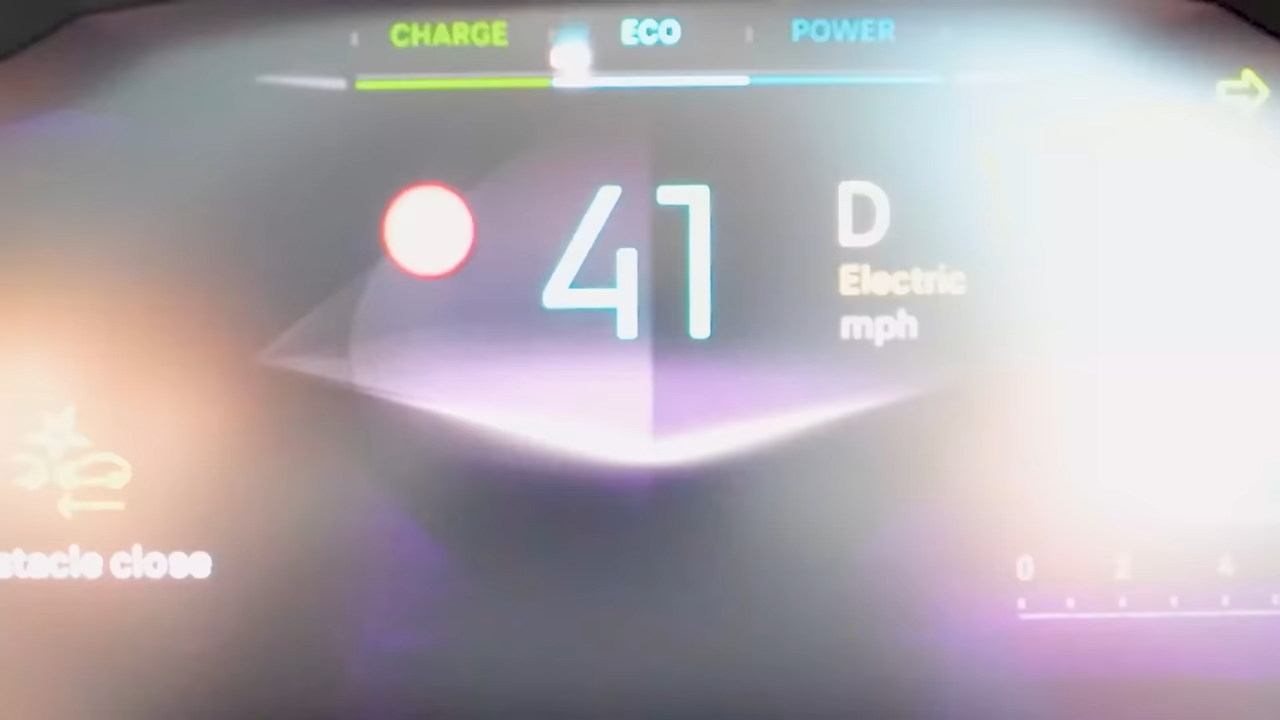 CHARGE ECO POWER
41 D
Electric
mph
stacle close
0 2 4